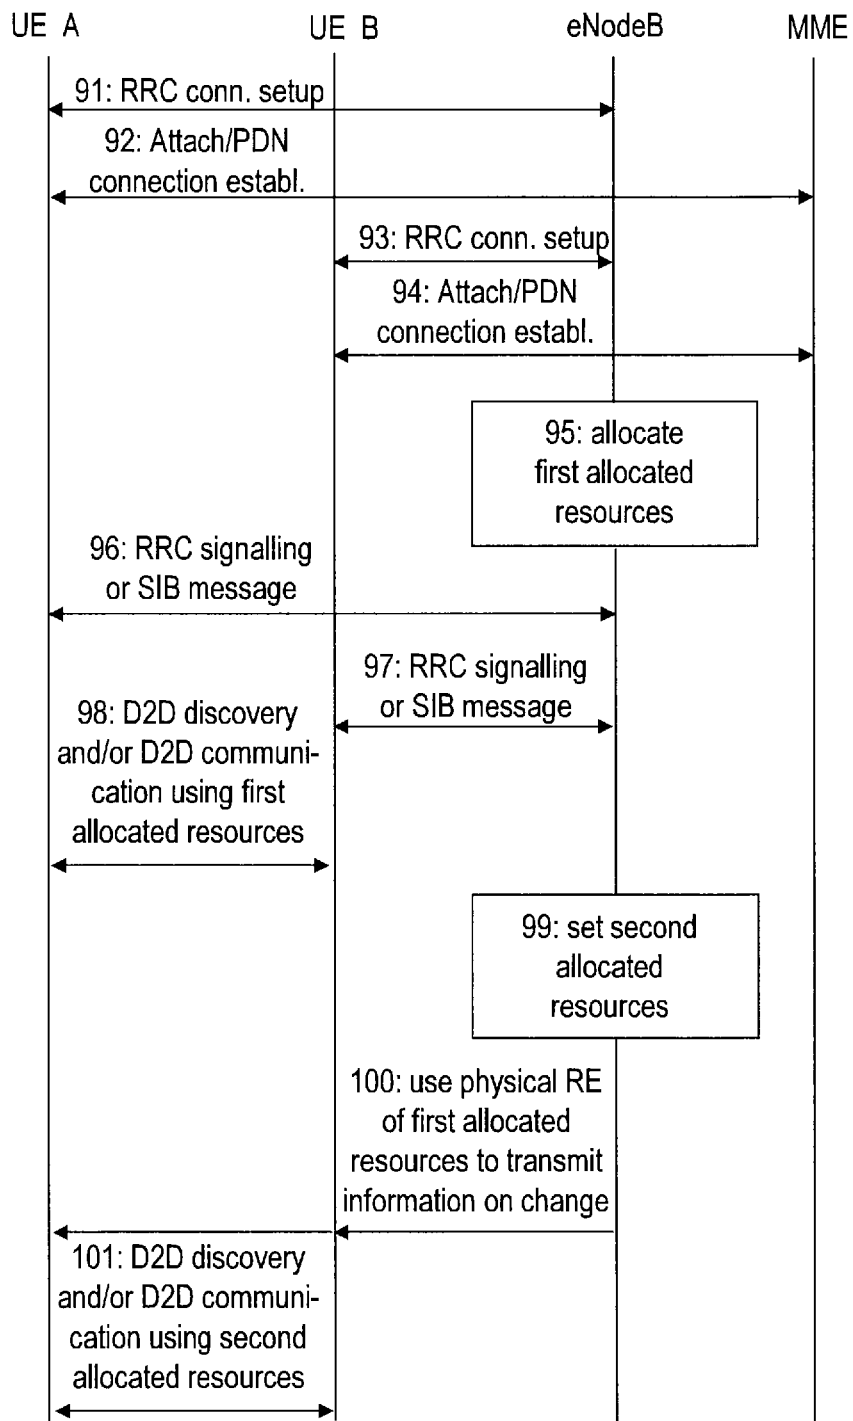 UE A UE B eNodeB MME
91: RRC conn. setup
92: Attach/PDN
connection establ.
93: RRC conn. setup
94: Attach/PDN
connection establ.
95: allocate
first allocated
resources
96: RRC signalling
or SIB message
97: RRC signalling
or SIB message
98: D2D discovery
and/or D2D communi-
cation using first
allocated resources
99: set second
allocated
resources
100: use physical RE
of first allocated
resources to transmit
information on change
101: D2D discovery
and/or D2D communi-
cation using second
allocated resources